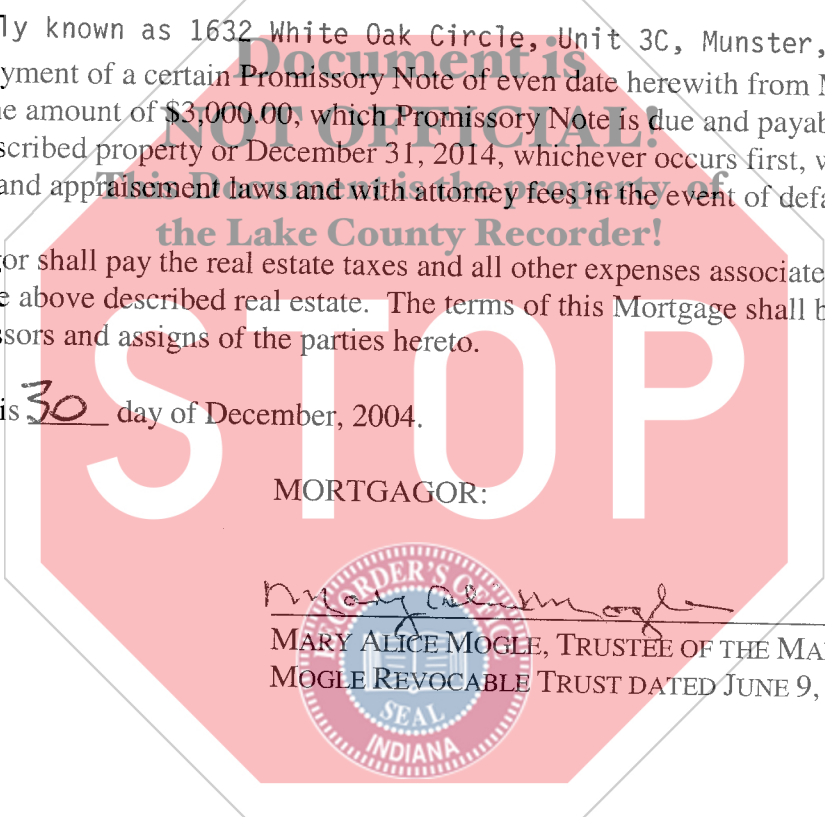 ly known as 1632 White Oak Circle, Unit 3C, Munster,
Document is
yment of a certain Promissory Note of even date herewith from
e amount of $3,000.00, which Promissory Note is due and payab
NOT OFFICIAL!
scribed property or December 31, 2014, whichever occurs first,
and appraisement laws and with attorney fees in the event of defa
This Document is the property of
the Lake County Recorder!
or shall pay the real estate taxes and all other expenses associate
e above described real estate. The terms of this Mortgage shall b
ssors and assigns of the parties hereto.
STOP
is 30 day of December, 2004.
MORTGAGOR:
Mary Alice Mogle
MARY ALICE MOGLE, TRUSTEE OF THE MA
MOGLE REVOCABLE TRUST DATED JUNE 9,
RECORDER'S OFFICE
SEAL
INDIANA